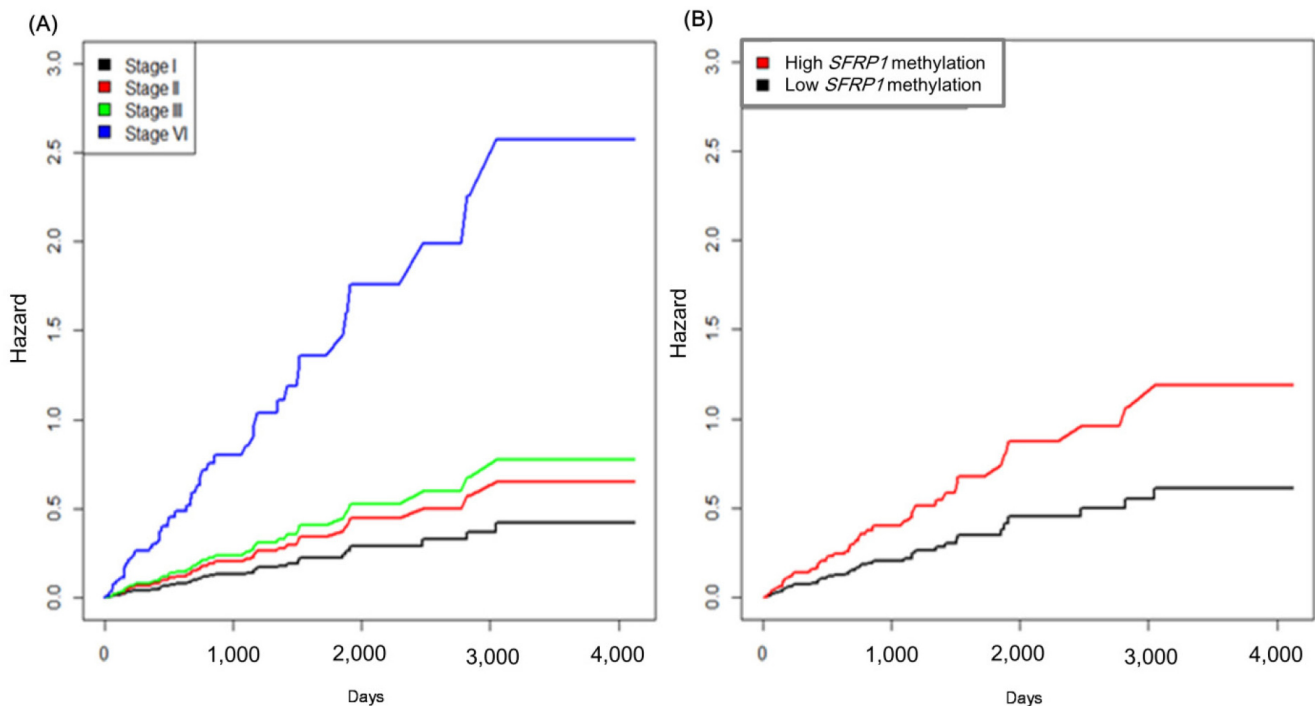 (A)
Stage I
Stage II
Stage III
Stage VI
3.0
2.5
2.0
1.5
1.0
0.5
0.0
Hazard
0 1,000 2,000 3,000 4,000
Days
(B)
High SFRP1 methylation
Low SFRP1 methylation
3.0
2.5
2.0
1.5
1.0
0.5
0.0
Hazard
0 1,000 2,000 3,000 4,000
Days